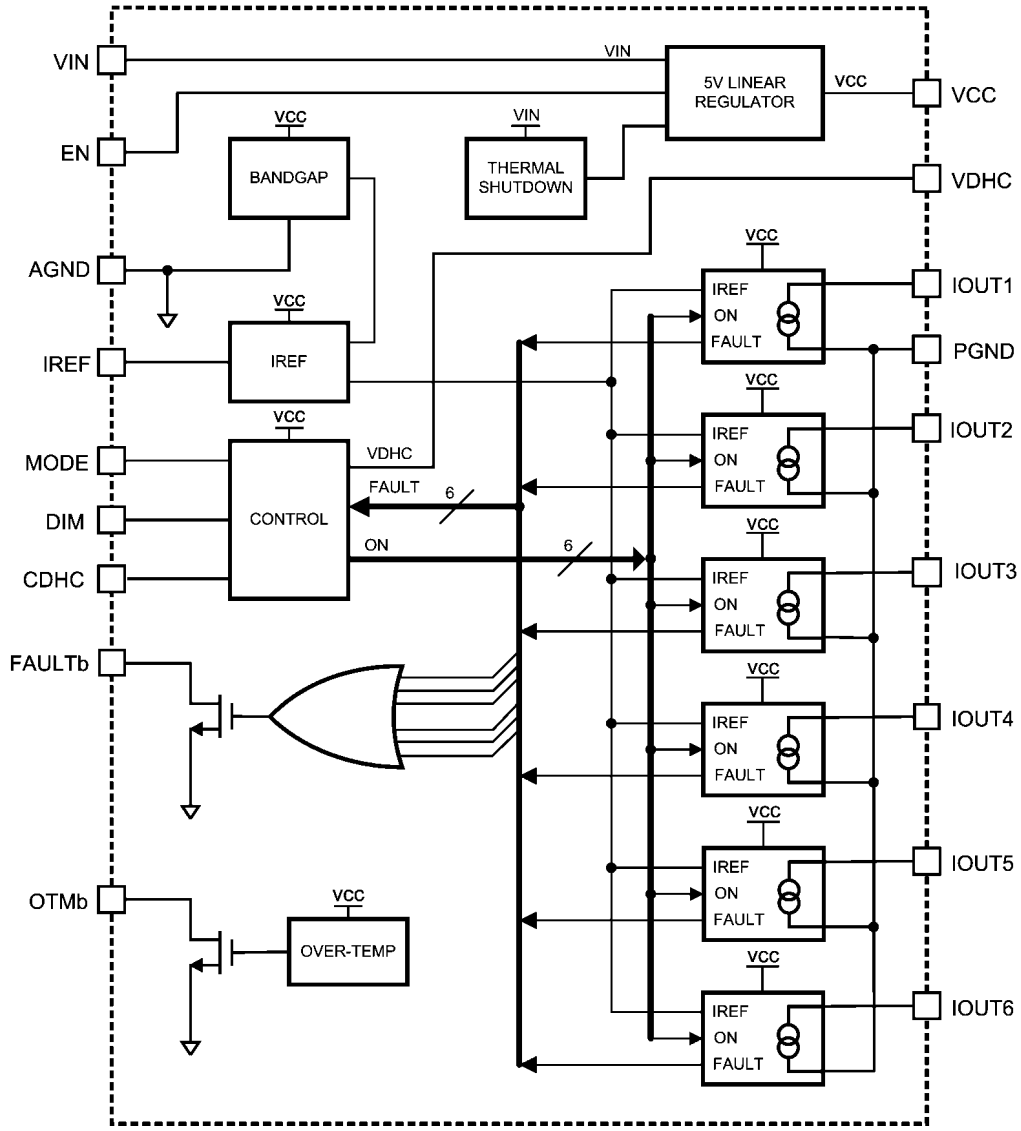 VIN
VIN
5V LINEAR
REGULATOR
VCC
VCC
EN
VCC
BANDGAP
VIN
THERMAL
SHUTDOWN
VDHC
AGND
VCC
IREF
ON
FAULT
IOUT1
PGND
IREF
VCC
IREF
VCC
IREF
ON
FAULT
IOUT2
MODE
DIM
CDHC
VCC
CONTROL
VDHC
FAULT
6
ON
6
VCC
IREF
ON
FAULT
IOUT3
FAULTb
VCC
IREF
ON
FAULT
IOUT4
VCC
IREF
ON
FAULT
IOUT5
OTMb
VCC
OVER-TEMP
VCC
IREF
ON
FAULT
IOUT6